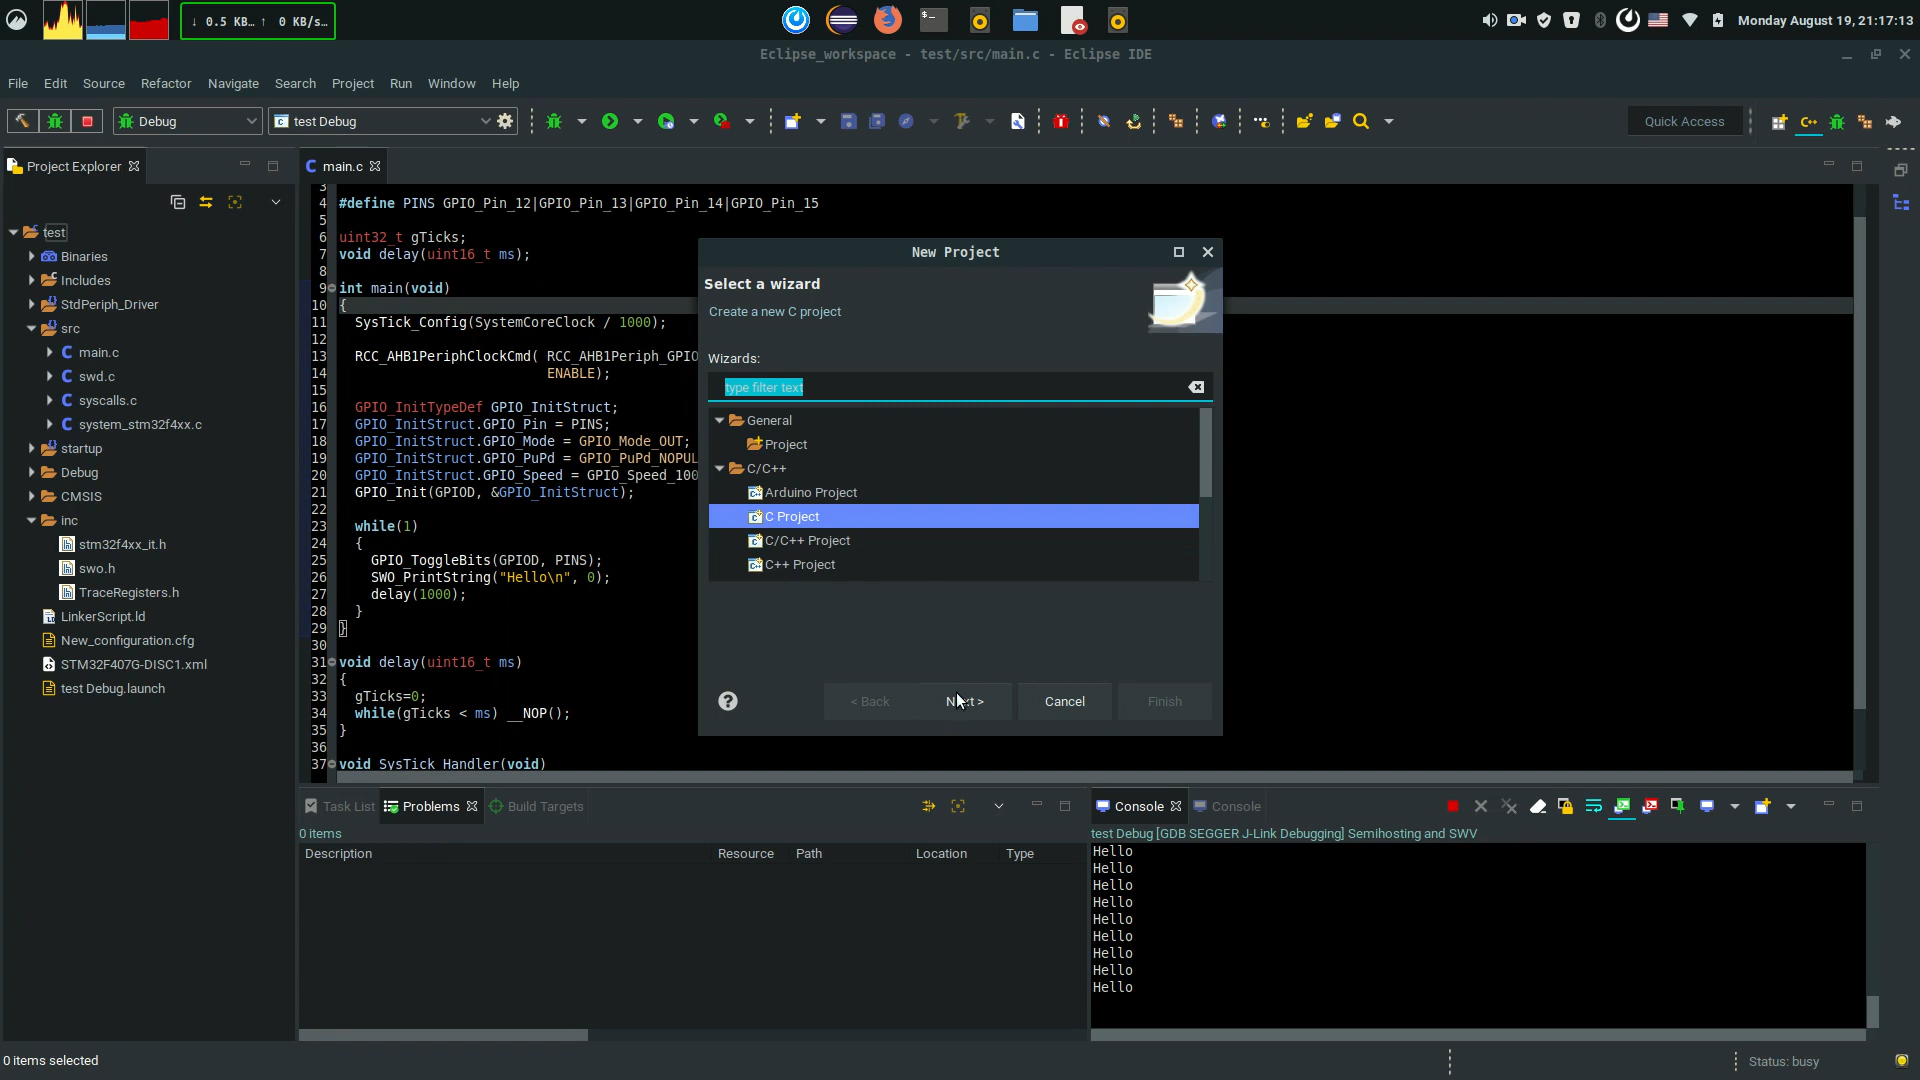 ↓ 0.5 KB… ↑ 0 KB/s…
Monday August 19, 21:17:13
Eclipse_workspace - test/src/main.c - Eclipse IDE
File Edit Source Refactor Navigate Search Project Run Window Help
Debug
test Debug
Quick Access
Project Explorer
test
Binaries
Includes
StdPeriph_Driver
src
main.c
swd.c
syscalls.c
system_stm32f4xx.c
startup
Debug
CMSIS
inc
stm32f4xx_it.h
swo.h
TraceRegisters.h
LinkerScript.ld
New_configuration.cfg
STM32F407G-DISC1.xml
test Debug.launch
main.c
3
4 #define PINS GPIO_Pin_12|GPIO_Pin_13|GPIO_Pin_14|GPIO_Pin_15
5
6 uint32_t gTicks;
7 void delay(uint16_t ms);
8
9 int main(void)
10 {
11 SysTick_Config(SystemCoreClock / 1000);
12
13 RCC_AHB1PeriphClockCmd( RCC_AHB1Periph_GPIO
14 ENABLE);
15
16 GPIO_InitTypeDef GPIO_InitStruct;
17 GPIO_InitStruct.GPIO_Pin = PINS;
18 GPIO_InitStruct.GPIO_Mode = GPIO_Mode_OUT;
19 GPIO_InitStruct.GPIO_PuPd = GPIO_PuPd_NOPUL
20 GPIO_InitStruct.GPIO_Speed = GPIO_Speed_100
21 GPIO_Init(GPIOD, &GPIO_InitStruct);
22
23 while(1)
24 {
25 GPIO_ToggleBits(GPIOD, PINS);
26 SWO_PrintString("Hello\n", 0);
27 delay(1000);
28 }
29 }
30
31 void delay(uint16_t ms)
32 {
33 gTicks=0;
34 while(gTicks < ms) __NOP();
35 }
36
37 void SysTick_Handler(void)
New Project
Select a wizard
Create a new C project
Wizards:
type filter text
General
Project
C/C++
Arduino Project
C Project
C/C++ Project
C++ Project
< Back Next > Cancel Finish
Task List Problems Build Targets
0 items
Description Resource Path Location Type
Console Console
test Debug [GDB SEGGER J-Link Debugging] Semihosting and SWV
Hello
Hello
Hello
Hello
Hello
Hello
Hello
Hello
Hello
0 items selected
Status: busy